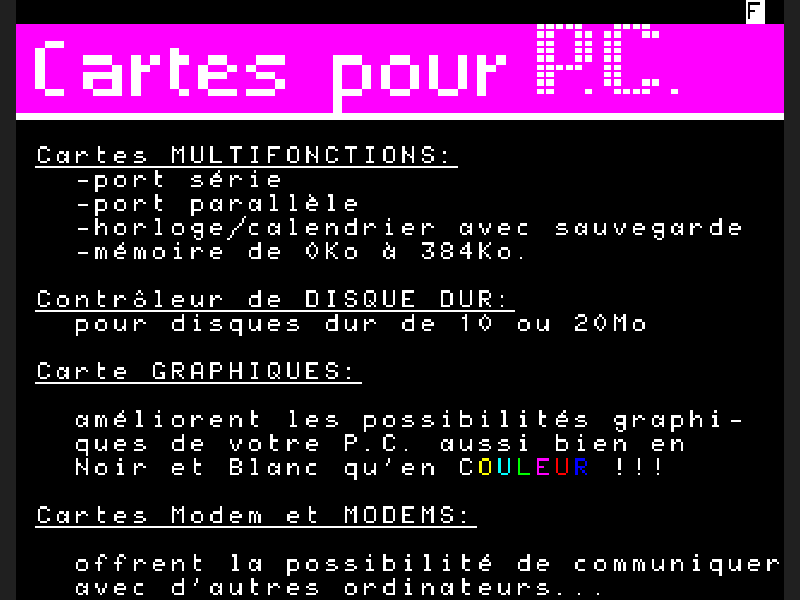 F
Cartes pour P.C.
Cartes MULTIFONCTIONS:
-port série
-port parallèle
-horloge/calendrier avec sauvegarde
-mémoire de 0Ko à 384Ko.
Contrôleur de DISQUE DUR:
pour disques dur de 10 ou 20Mo
Carte GRAPHIQUES:
améliorent les possibilités graphi-
ques de votre P.C. aussi bien en
Noir et Blanc qu'en COULEUR !!!
Cartes Modem et MODEMS:
offrent la possibilité de communiquer
avec d'autres ordinateurs...